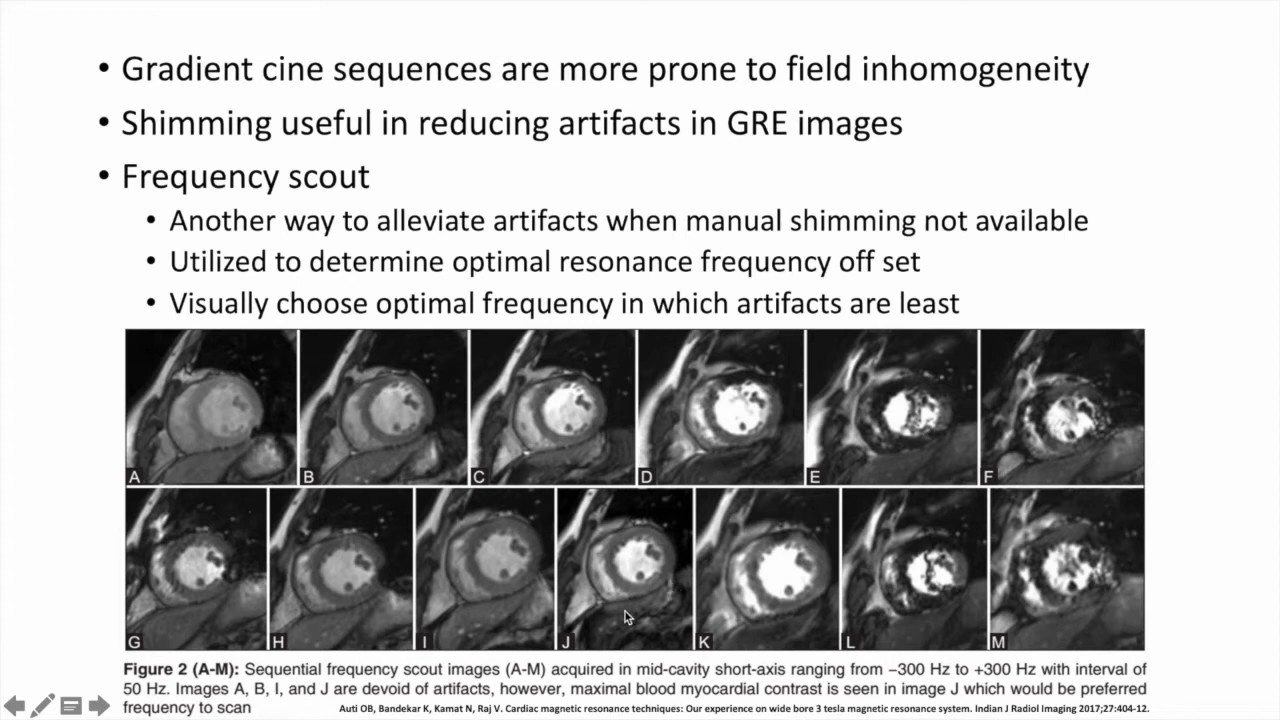 • Gradient cine sequences are more prone to field inhomogeneity
• Shimming useful in reducing artifacts in GRE images
• Frequency scout
• Another way to alleviate artifacts when manual shimming not available
• Utilized to determine optimal resonance frequency off set
• Visually choose optimal frequency in which artifacts are least
A B C D E F
G H I J K L M
Figure 2 (A-M): Sequential frequency scout images (A-M) acquired in mid-cavity short-axis ranging from −300 Hz to +300 Hz with interval of
50 Hz. Images A, B, I, and J are devoid of artifacts, however, maximal blood myocardial contrast is seen in image J which would be preferred
frequency to scan
Auti OB, Bandekar K, Kamat N, Raj V. Cardiac magnetic resonance techniques: Our experience on wide bore 3 tesla magnetic resonance system. Indian J Radiol Imaging 2017;27:404-12.